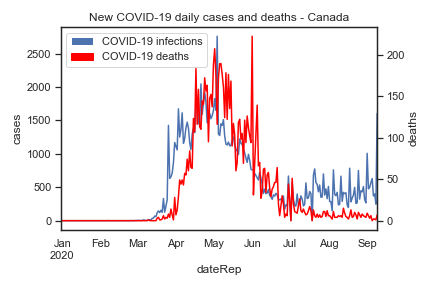 New COVID-19 daily cases and deaths - Canada
COVID-19 infections
COVID-19 deaths
2500
2000
1500
1000
500
0
cases
200
150
100
50
0
deaths
Jan Feb Mar Apr May Jun Jul Aug Sep
2020
dateRep